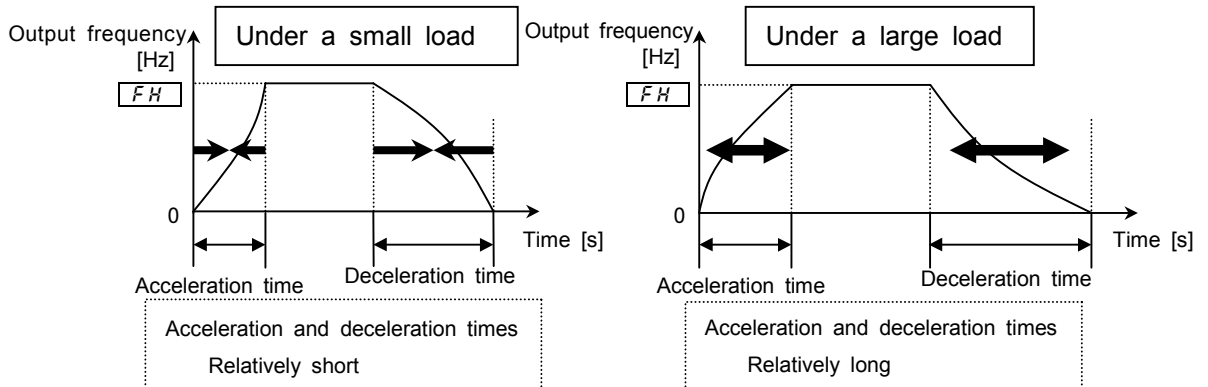 Under a small load
Output frequency
[Hz]
FH
0
Time [s]
Acceleration time
Deceleration time
Acceleration and deceleration times
Relatively short
Under a large load
Output frequency
[Hz]
FH
0
Time [s]
Acceleration time
Deceleration time
Acceleration and deceleration times
Relatively long